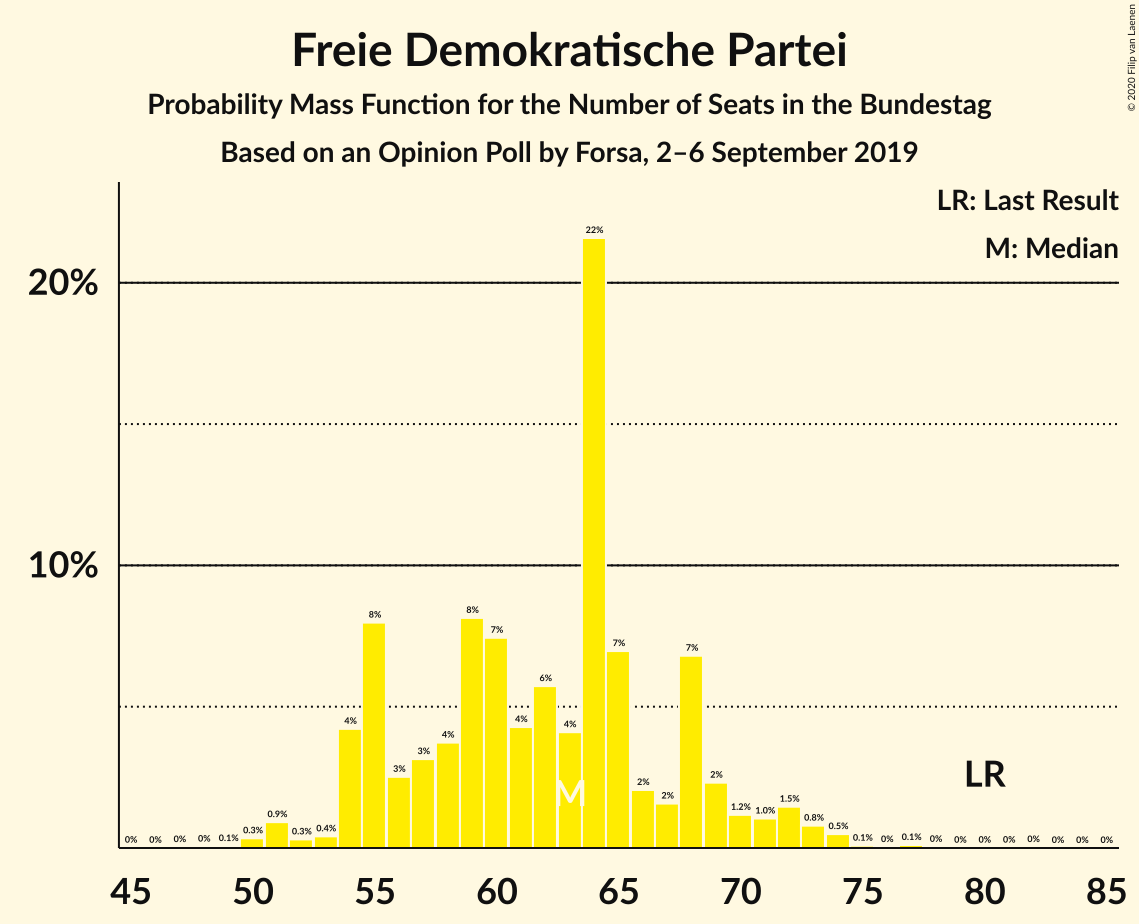 Freie Demokratische Partei
Probability Mass Function for the Number of Seats in the Bundestag
Based on an Opinion Poll by Forsa, 2–6 September 2019
© 2020 Filip van Laenen
LR: Last Result
M: Median
20%
10%
0% 0% 0% 0% 0.1% 0.3% 0.9% 0.3% 0.4% 4% 8% 3% 3% 4% 8% 7% 4% 6% 4% 22% 7% 2% 2% 7% 2% 1.2% 1.0% 1.5% 0.8% 0.5% 0.1% 0% 0.1% 0% 0% 0% 0% 0% 0% 0% 0%
M
LR
45 50 55 60 65 70 75 80 85